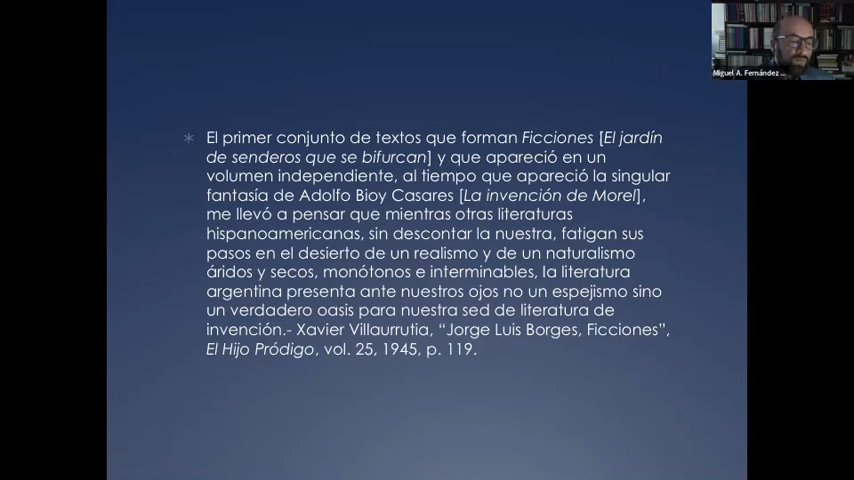 El primer conjunto de textos que forman Ficciones [El jardín
de senderos que se bifurcan] y que apareció en un
volumen independiente, al tiempo que apareció la singular
fantasía de Adolfo Bioy Casares [La invención de Morel],
me llevó a pensar que mientras otras literaturas
hispanoamericanas, sin descontar la nuestra, fatigan sus
pasos en el desierto de un realismo y de un naturalismo
áridos y secos, monótonos e interminables, la literatura
argentina presenta ante nuestros ojos no un espejismo sino
un verdadero oasis para nuestra sed de literatura de
invención.- Xavier Villaurrutia, “Jorge Luis Borges, Ficciones”,
El Hijo Pródigo, vol. 25, 1945, p. 119.
Miguel A. Fernández ...